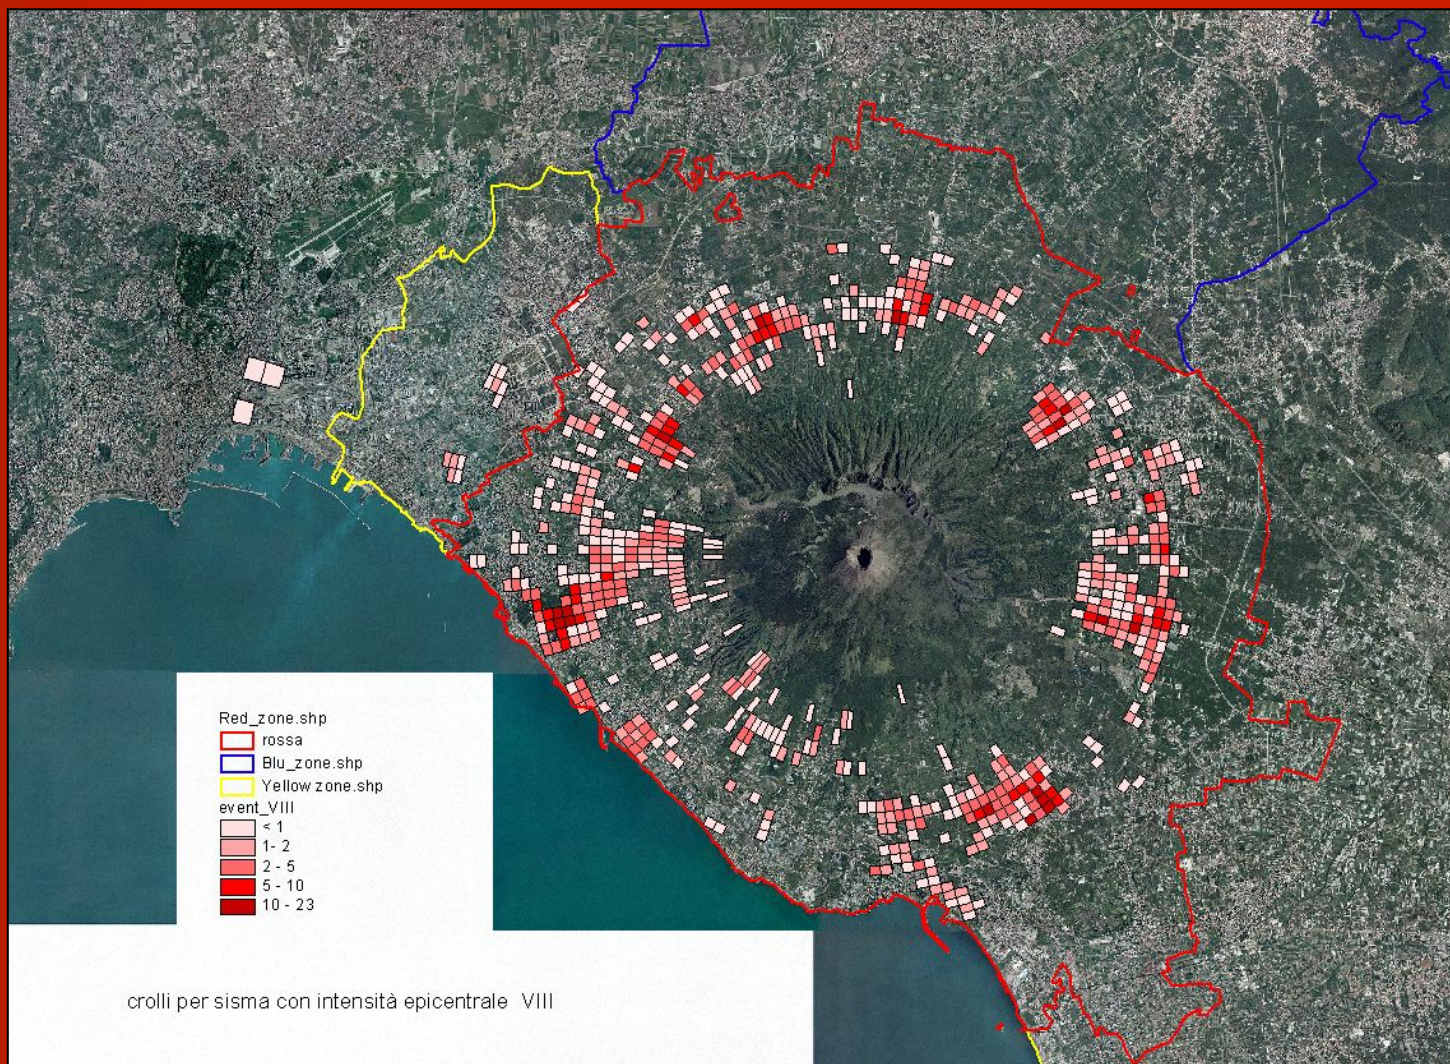 Red_zone.shp
rossa
Blu_zone.shp
Yellow zone.shp
event_VIII
< 1
1- 2
2 - 5
5 - 10
10 - 23
crolli per sisma con intensità epicentrale VIII